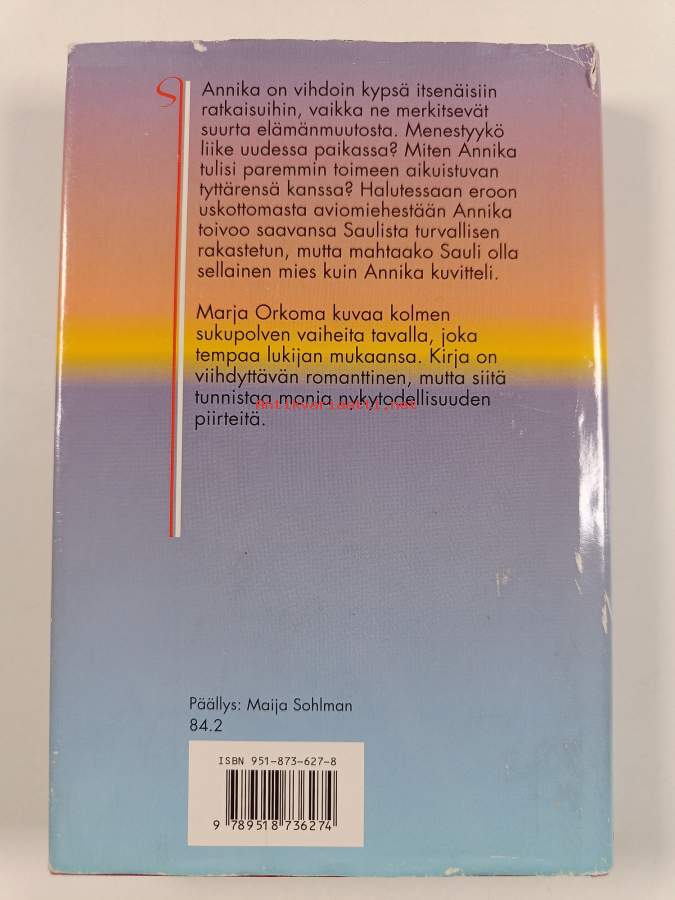 Annika on vihdoin kypsä itsenäisiin
ratkaisuihin, vaikka ne merkitsevät
suurta elämänmuutosta. Menestyykö
liike uudessa paikassa? Miten Annika
tulisi paremmin toimeen aikuistuvan
tyttärensä kanssa? Halutessaan eroon
uskottomasta aviomiehestään Annika
toivoo saavansa Saulista turvallisen
rakastetun, mutta mahtaako Sauli olla
sellainen mies kuin Annika kuvitteli.
Marja Orkoma kuvaa kolmen
sukupolven vaiheita tavalla, joka
tempaa lukijan mukaansa. Kirja on
viihdyttävän romanttinen, mutta siitä
tunnistaa monia nykytodellisuuden
Antikvariaatti.net
piirteitä.
Päällys: Maija Sohlman
84.2
ISBN 951-873-627-8
9 789518 736274